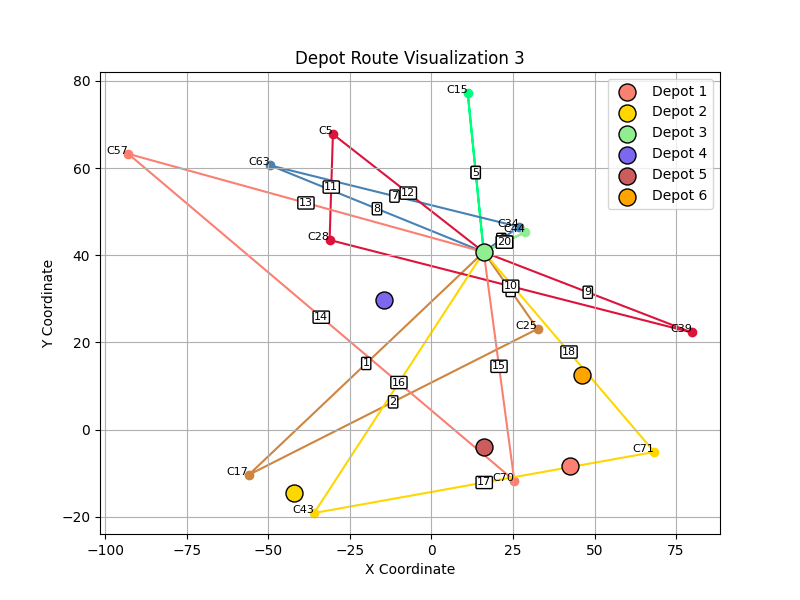 Depot Route Visualization 3
Depot 1
Depot 2
Depot 3
Depot 4
Depot 5
Depot 6
80
60
40
20
0
−20
Y Coordinate
C15
C5
C57
C63
5
11
7
12
13
8
C34
C44
C28
20
10
9
14
C25
C39
18
1
15
16
2
C17
C71
C70
17
C43
−100
−75
−50
−25
0
25
50
75
X Coordinate